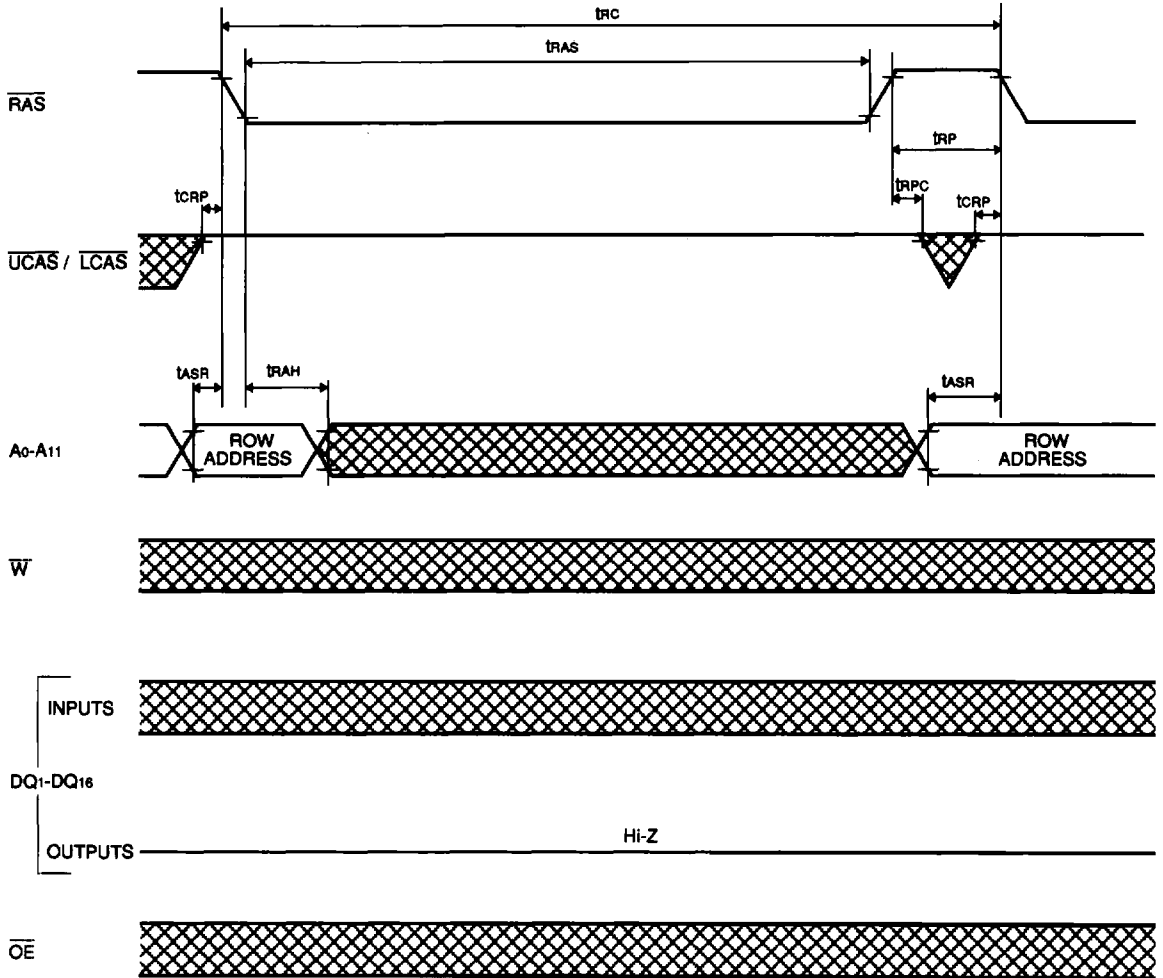 tRC
tRAS
RAS
tRP
tRPC
tCRP
tCRP
UCAS / LCAS
tASR
tRAH
tASR
A0-A11
ROW
ADDRESS
ROW
ADDRESS
W
INPUTS
DQ1-DQ16
Hi-Z
OUTPUTS
OE